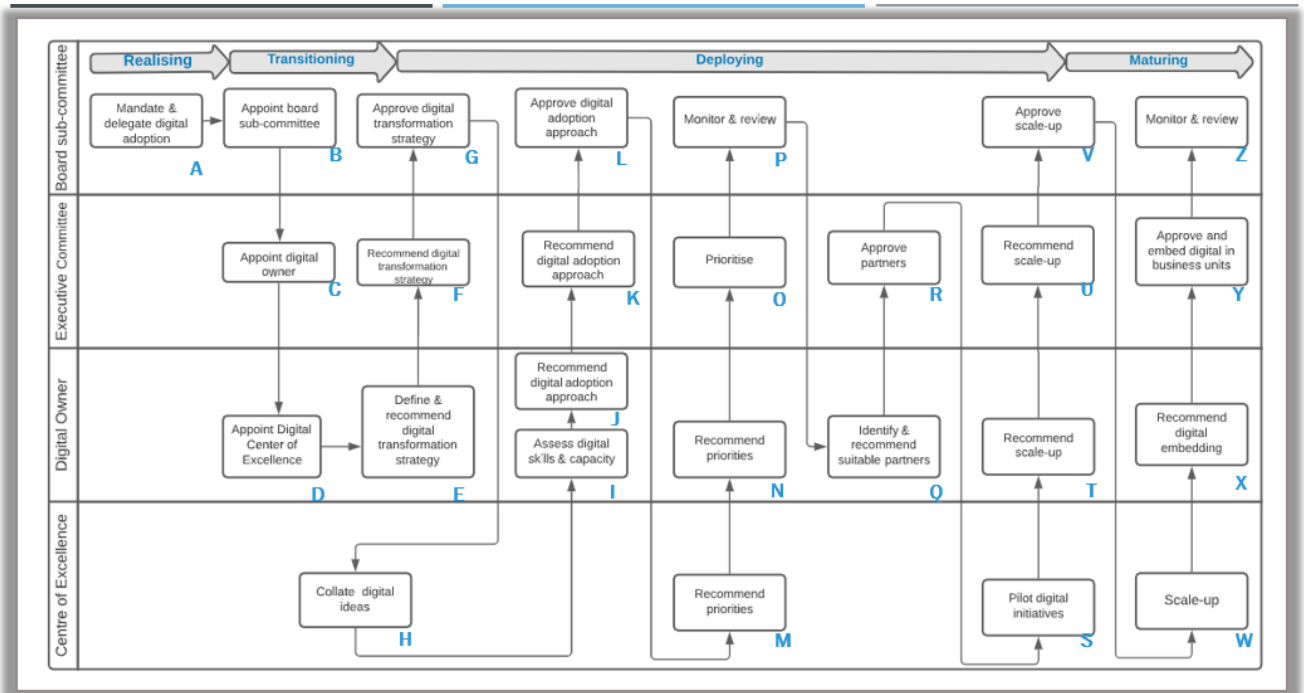 Realising
Transitioning
Deploying
Maturing
Board sub-committee
Mandate &
delegate digital
adoption
A
Appoint board
sub-committee
B
Approve digital
transformation
strategy
G
Approve digital
adoption
approach
L
Monitor & review
P
Approve
scale-up
V
Monitor & review
Z
Executive Committee
Appoint digital
owner
C
Recommend digital
transformation
strategy
F
Recommend
digital adoption
approach
K
Prioritise
O
Approve
partners
R
Recommend
scale-up
U
Approve and
embed digital in
business units
Y
Digital Owner
Appoint Digital
Center of
Excellence
D
Define &
recommend
digital
transformation
strategy
E
Recommend
digital adoption
approach
J
Assess digital
skills & capacity
I
Recommend
priorities
N
Identify &
recommend
suitable partners
Q
Recommend
scale-up
T
Recommend
digital
embedding
X
Centre of Excellence
Collate digital
ideas
H
Recommend
priorities
M
Pilot digital
initiatives
S
Scale-up
W